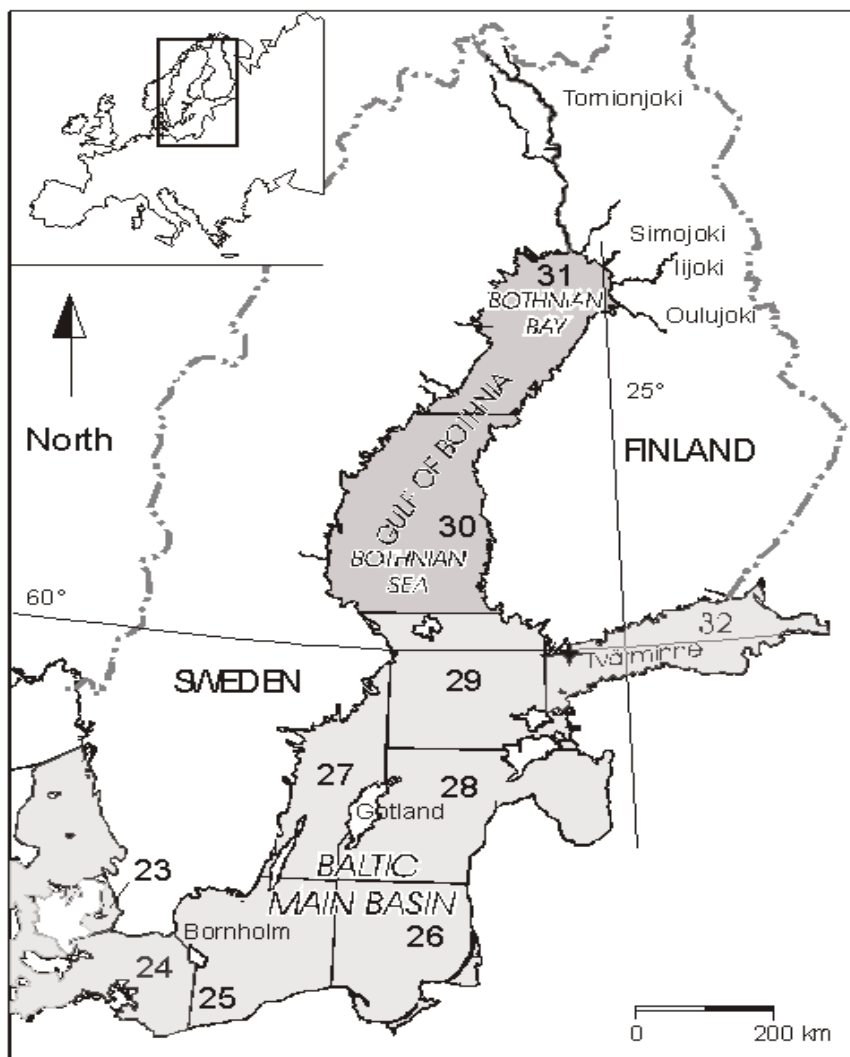 Tornionjoki
Simojoki
Iijoki
Oulujoki
31
BOTHNIAN
BAY
North
25°
GULF OF BOTHNIA
FINLAND
30
BOTHNIAN
SEA
60°
32
Tvärminne
SWEDEN
29
27
28
Gotland
23
BALTIC
MAIN BASIN
Bornholm
26
24
25
0 200 km